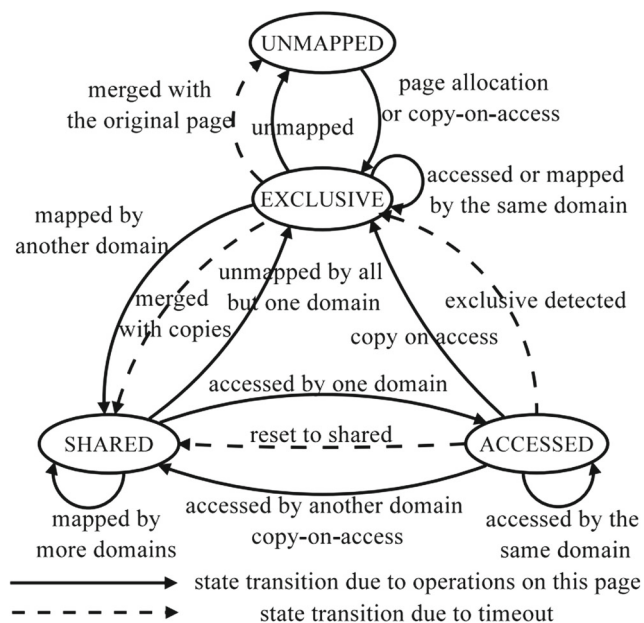 UNMAPPED
merged with
the original page
unmapped
page allocation
or copy-on-access
EXCLUSIVE
accessed or mapped
by the same domain
mapped by
another domain
merged
with copies
unmapped by all
but one domain
exclusive detected
copy on access
accessed by one domain
SHARED
reset to shared
ACCESSED
mapped by
more domains
accessed by another domain
copy-on-access
accessed by the
same domain
state transition due to operations on this page
state transition due to timeout